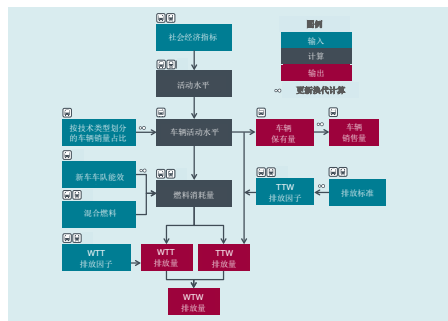 社会经济指标
图例
输入
计算
输出
∞ 更新换代计算
活动水平
按技术类型划分
的车辆销量占比
∞
车辆活动水平
车辆
保有量
∞
车辆
销售量
新车车队能效
∞
混合燃料
燃料消耗量
TTW
排放因子
∞
排放标准
WTT
排放因子
WTT
排放量
TTW
排放量
WTW
排放量